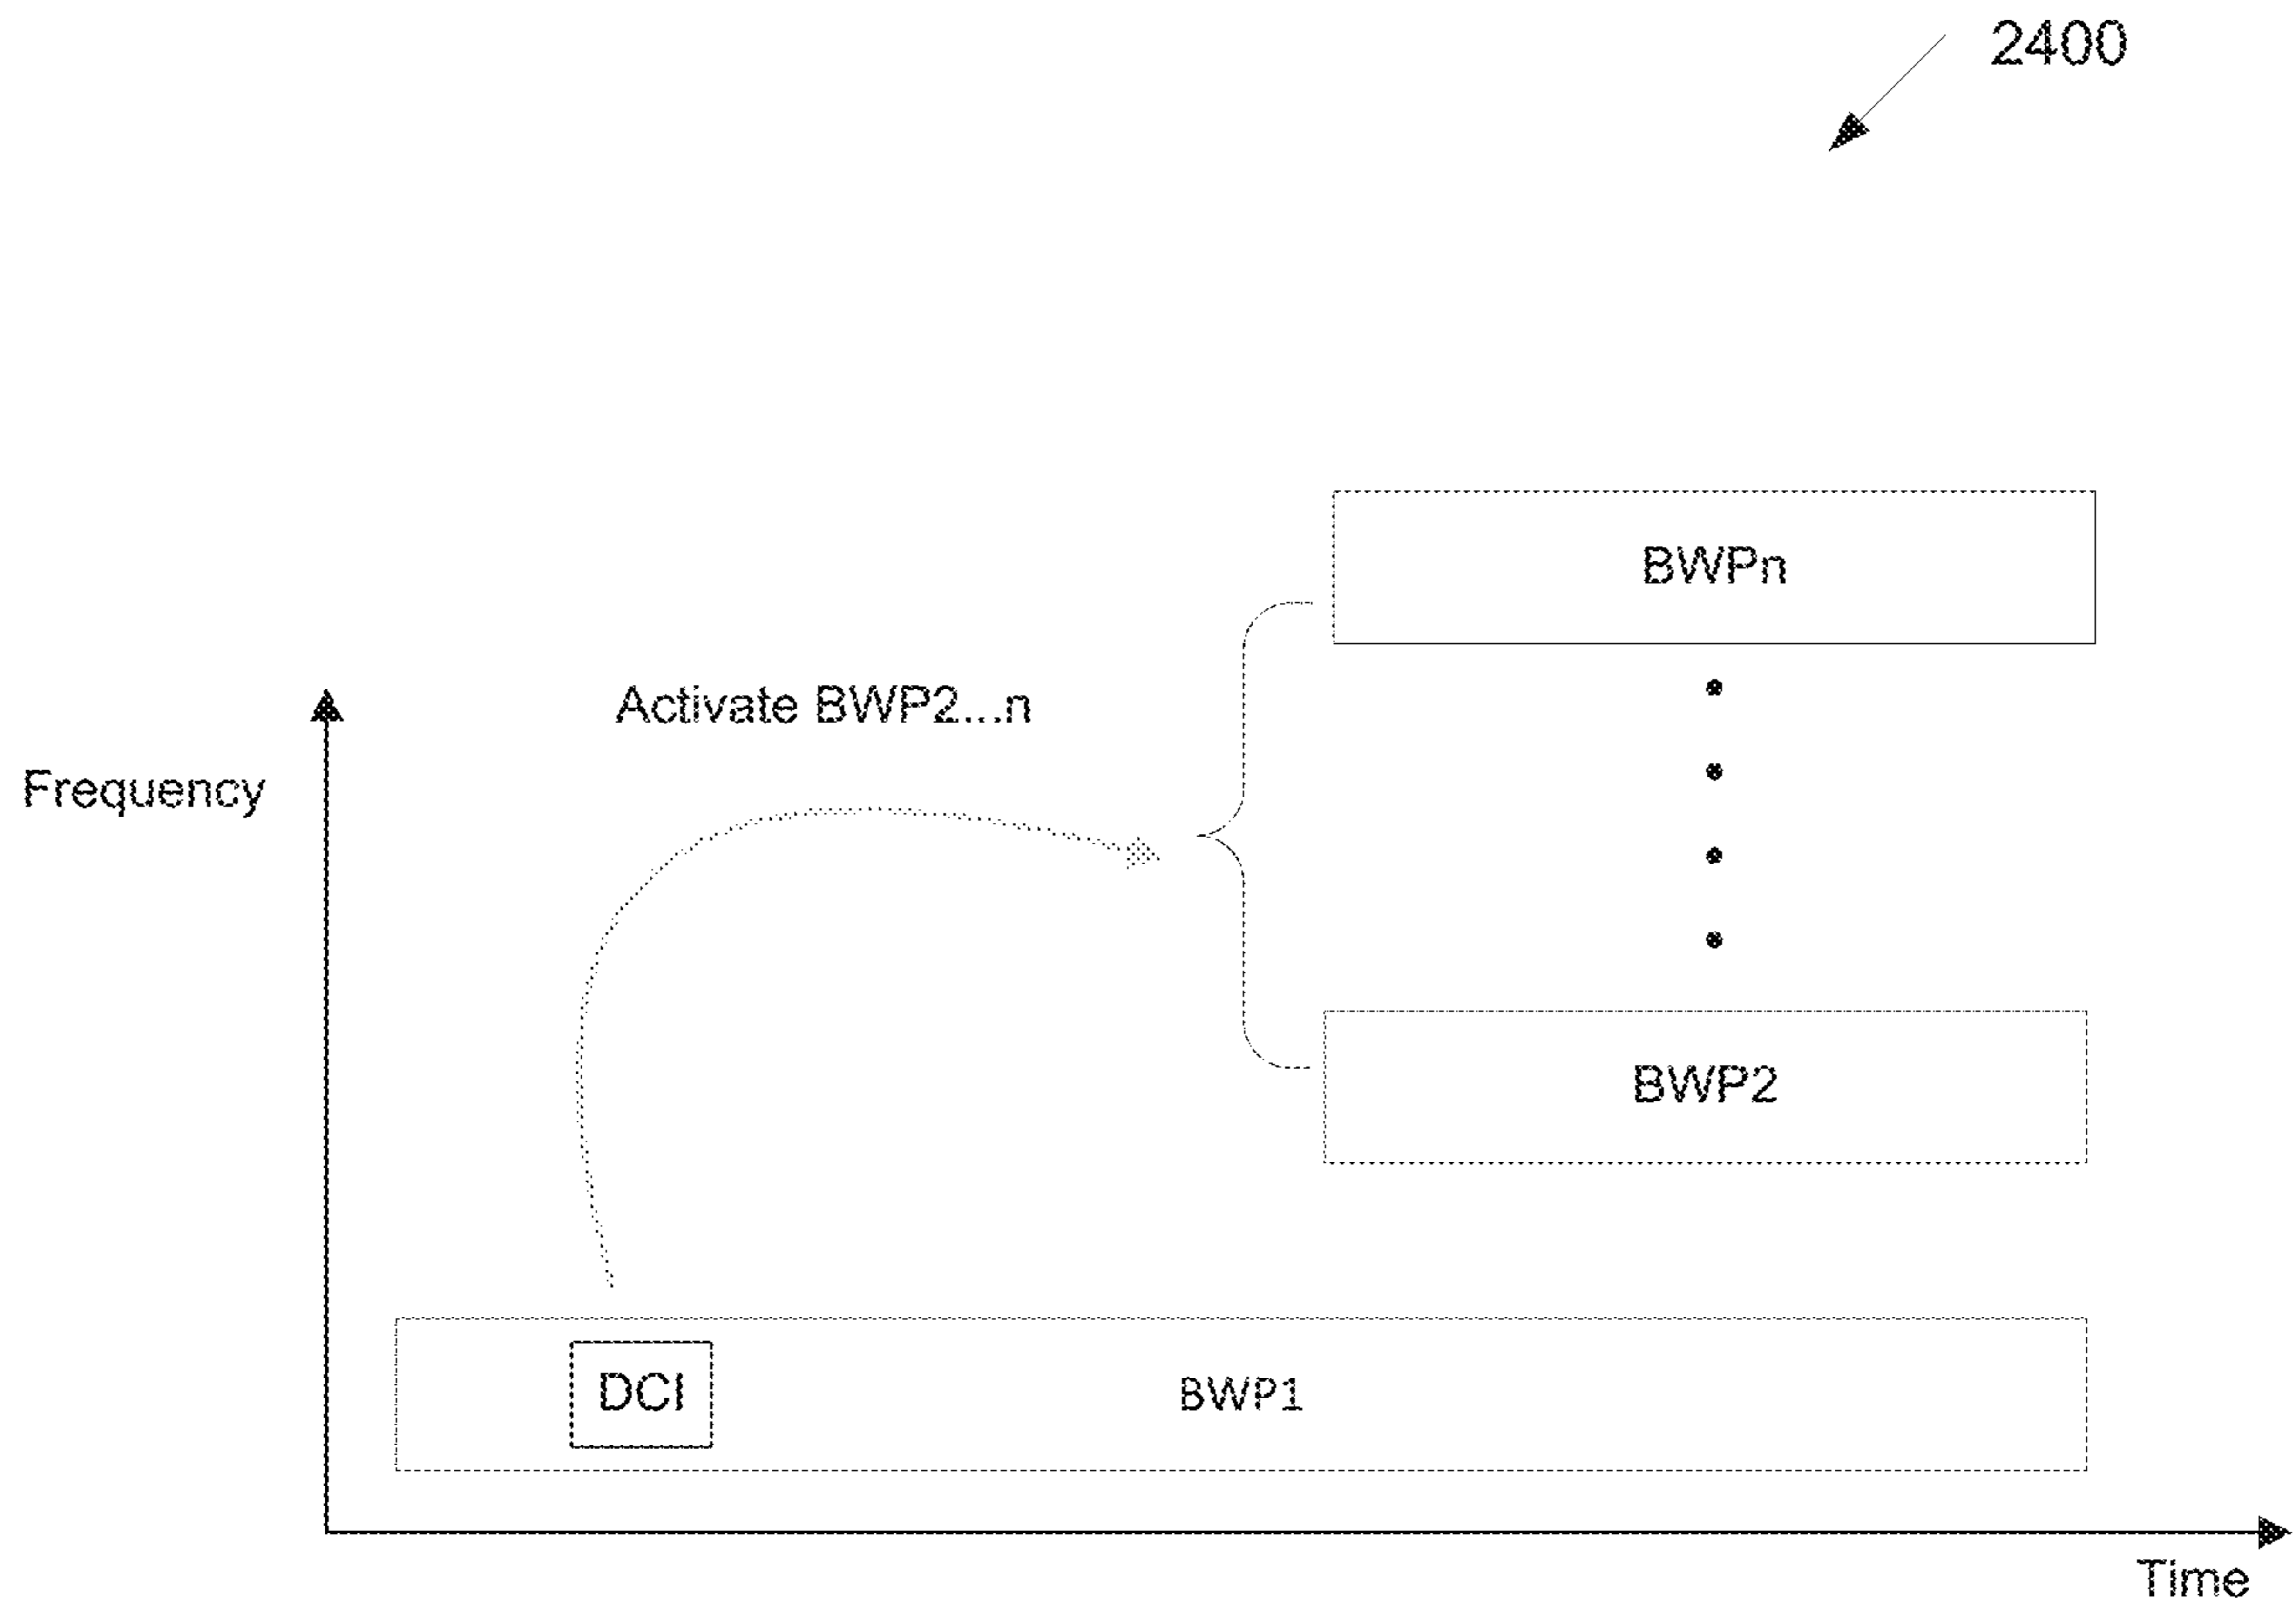 2400
BWPn
Activate BWP2...n
Frequency
BWP2
DCI
BWP1
Time